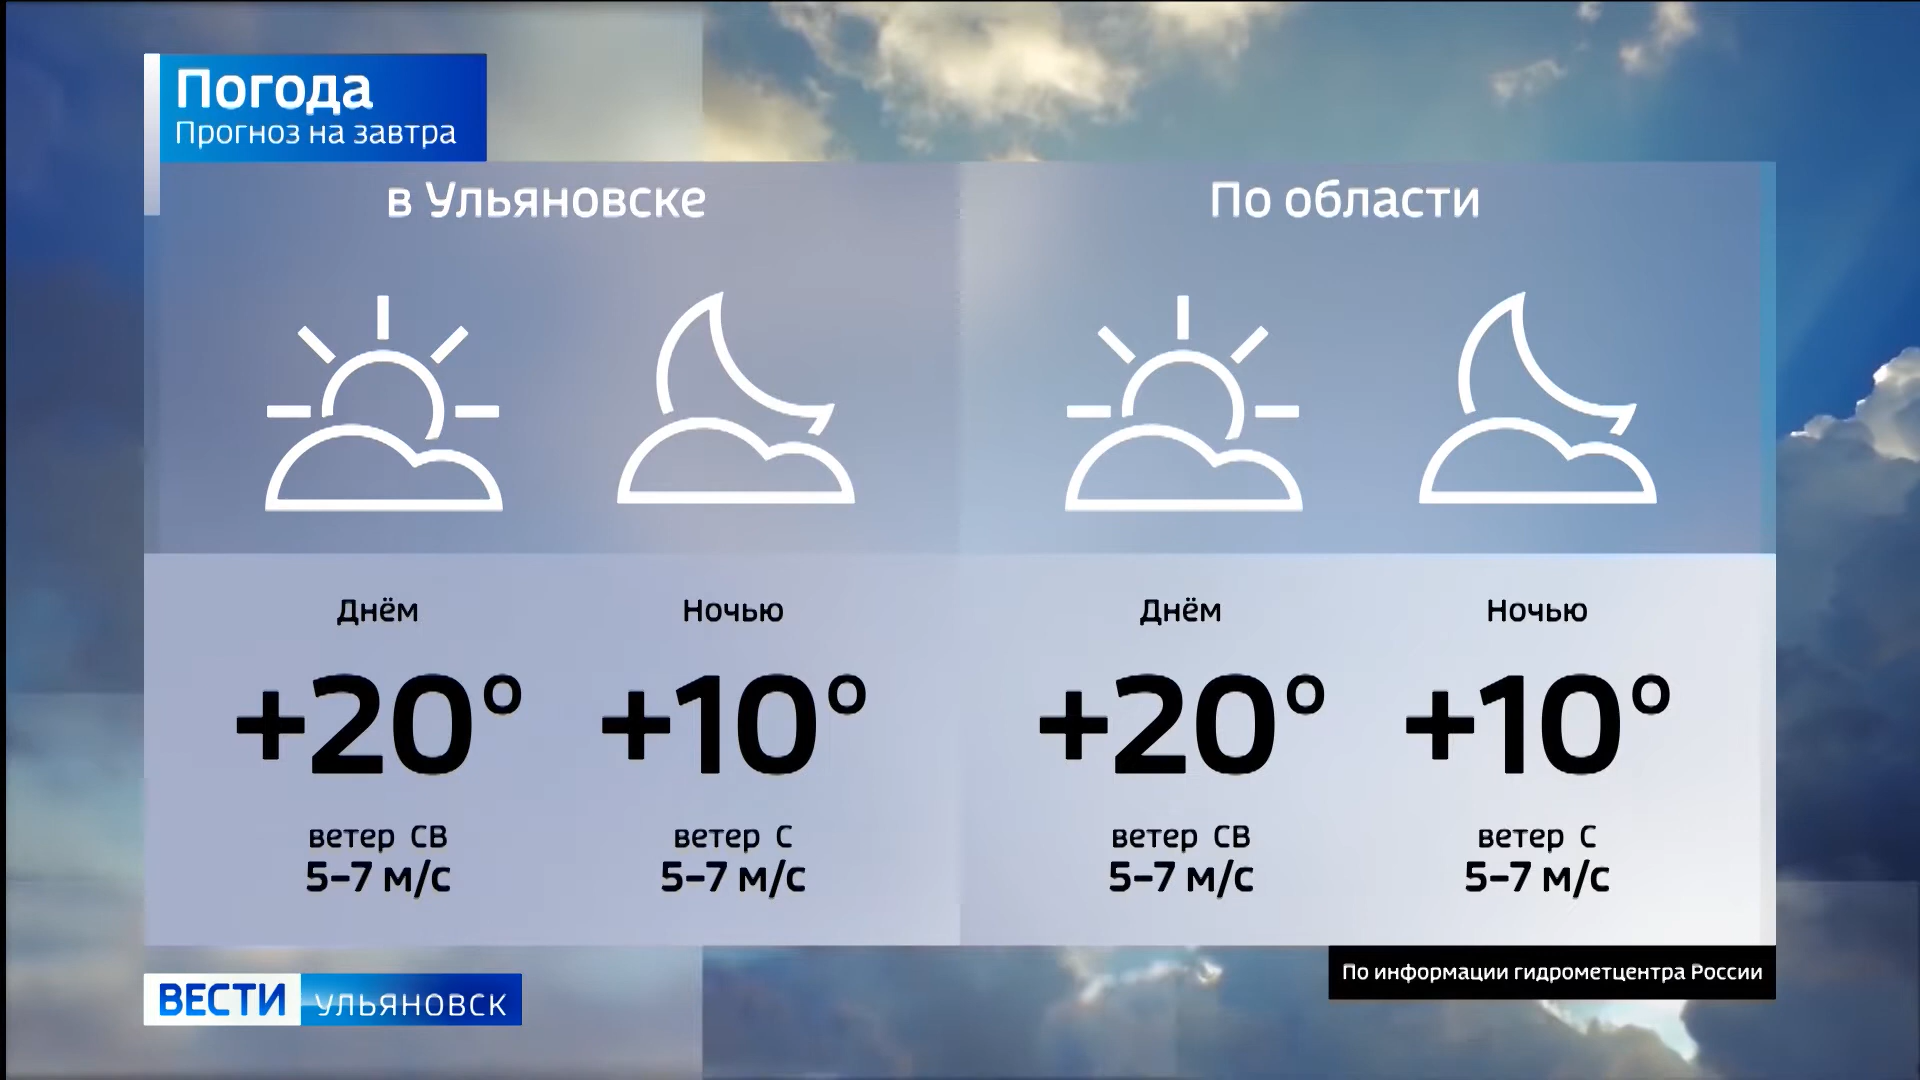 Погода
Прогноз на завтра
в Ульяновске
По области
Днём
Ночью
Днём
Ночью
+20°
+10°
+20°
+10°
ветер СВ
ветер С
ветер СВ
ветер С
5-7 м/с
5-7 м/с
5-7 м/с
5-7 м/с
По информации гидрометцентра России
ВЕСТИ УЛЬЯНОВСК